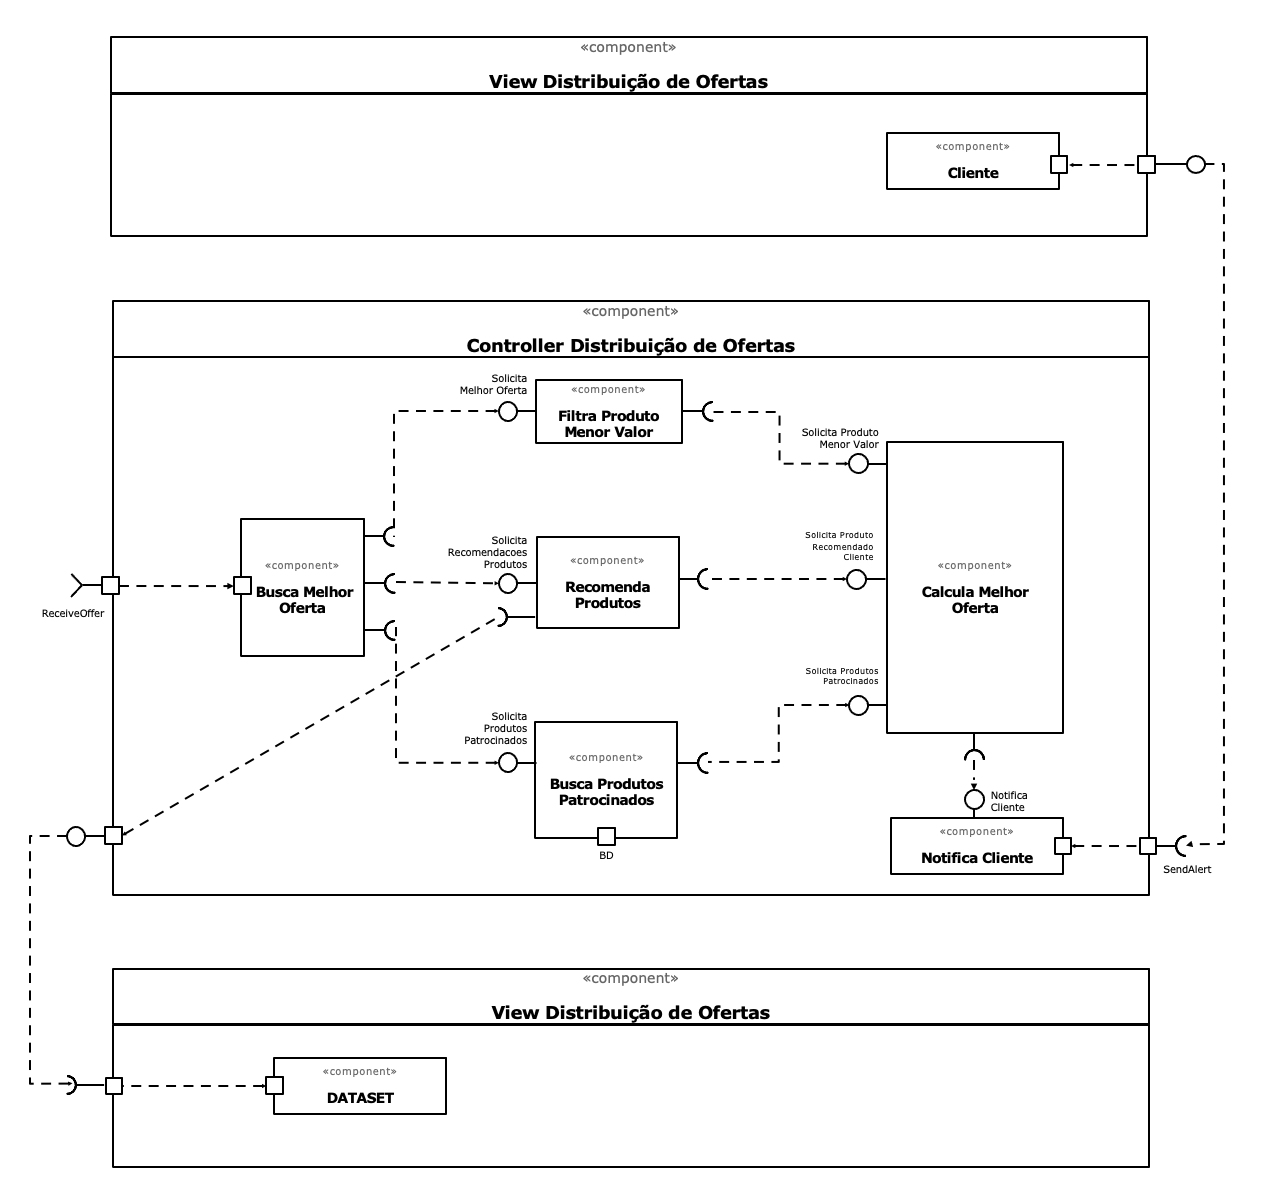 «component»
View Distribuição de Ofertas
«component»
Cliente
«component»
Controller Distribuição de Ofertas
Solicita
Melhor Oferta
«component»
Filtra Produto
Menor Valor
Solicita Produto
Menor Valor
Solicita
Recomendacoes
Produtos
«component»
Recomenda
Produtos
Solicita Produto
Recomendado
Cliente
«component»
Calcula Melhor
Oferta
«component»
Busca Melhor
Oferta
ReceiveOffer
Solicita Produtos
Patrocinados
Solicita
Produtos
Patrocinados
«component»
Busca Produtos
Patrocinados
BD
Notifica
Cliente
«component»
Notifica Cliente
SendAlert
«component»
View Distribuição de Ofertas
«component»
DATASET